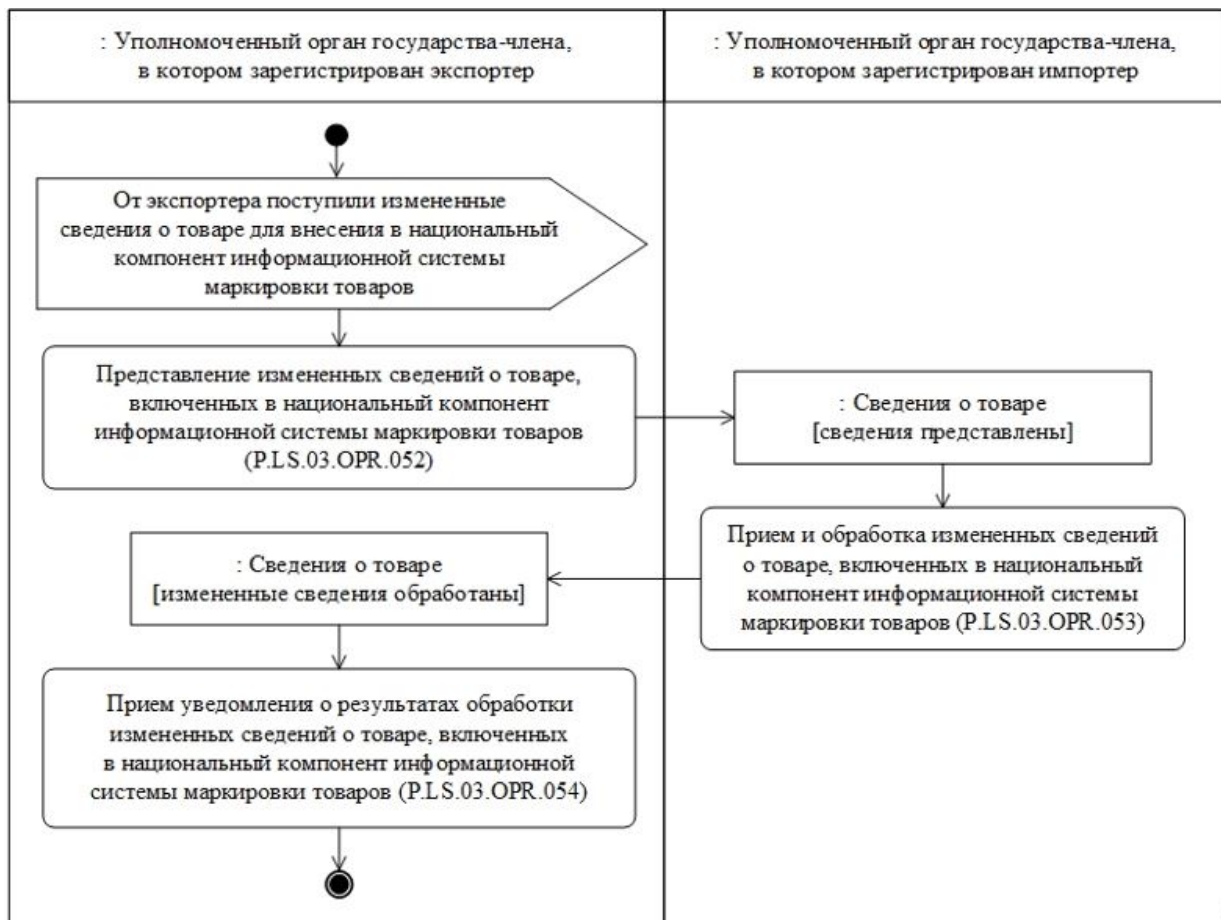 : Уполномоченный орган государства-члена,
в котором зарегистрирован экспортер
: Уполномоченный орган государства-члена,
в котором зарегистрирован импортер
От экспортера поступили измененные
сведения о товаре для внесения в национальный
компонент информационной системы
маркировки товаров
Представление измененных сведений о товаре,
включенных в национальный компонент
информационной системы маркировки товаров
(P.LS.03.OPR.052)
: Сведения о товаре
[сведения представлены]
Прием и обработка измененных сведений
о товаре, включенных в национальный
компонент информационной системы
маркировки товаров (P.LS.03.OPR.053)
: Сведения о товаре
[измененные сведения обработаны]
Прием уведомления о результатах обработки
измененных сведений о товаре, включенных
в национальный компонент информационной
системы маркировки товаров (P.LS.03.OPR.054)